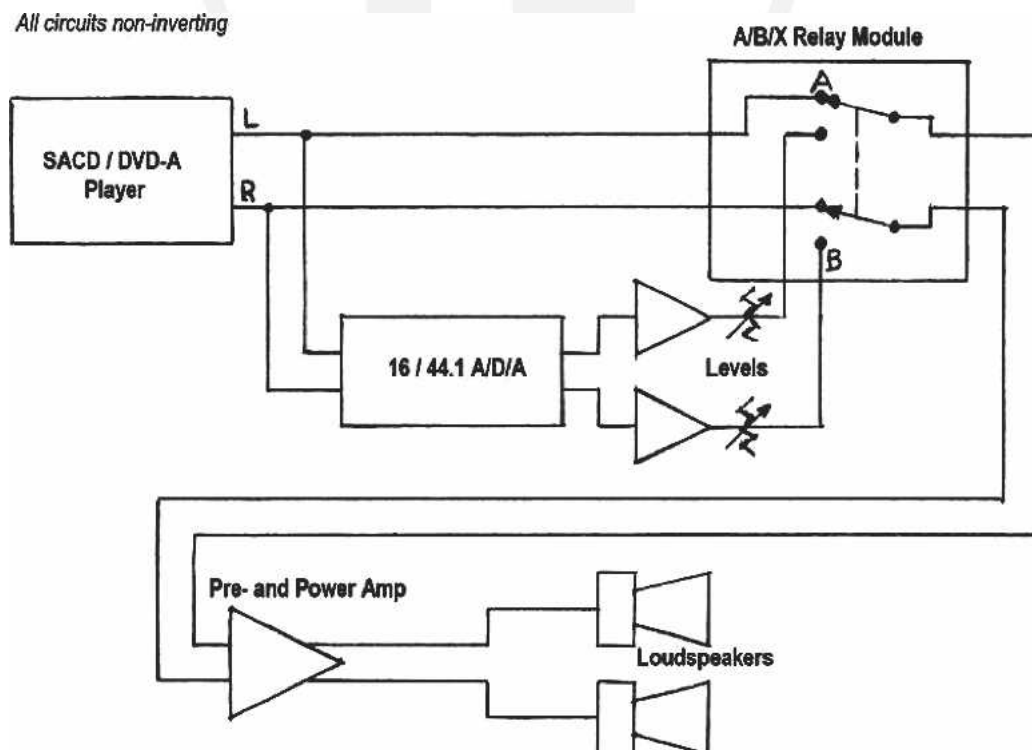 All circuits non-inverting
A/B/X Relay Module
A
L
SACD / DVD-A
Player
R
B
16 / 44.1 A/D/A
Levels
Pre- and Power Amp
Loudspeakers